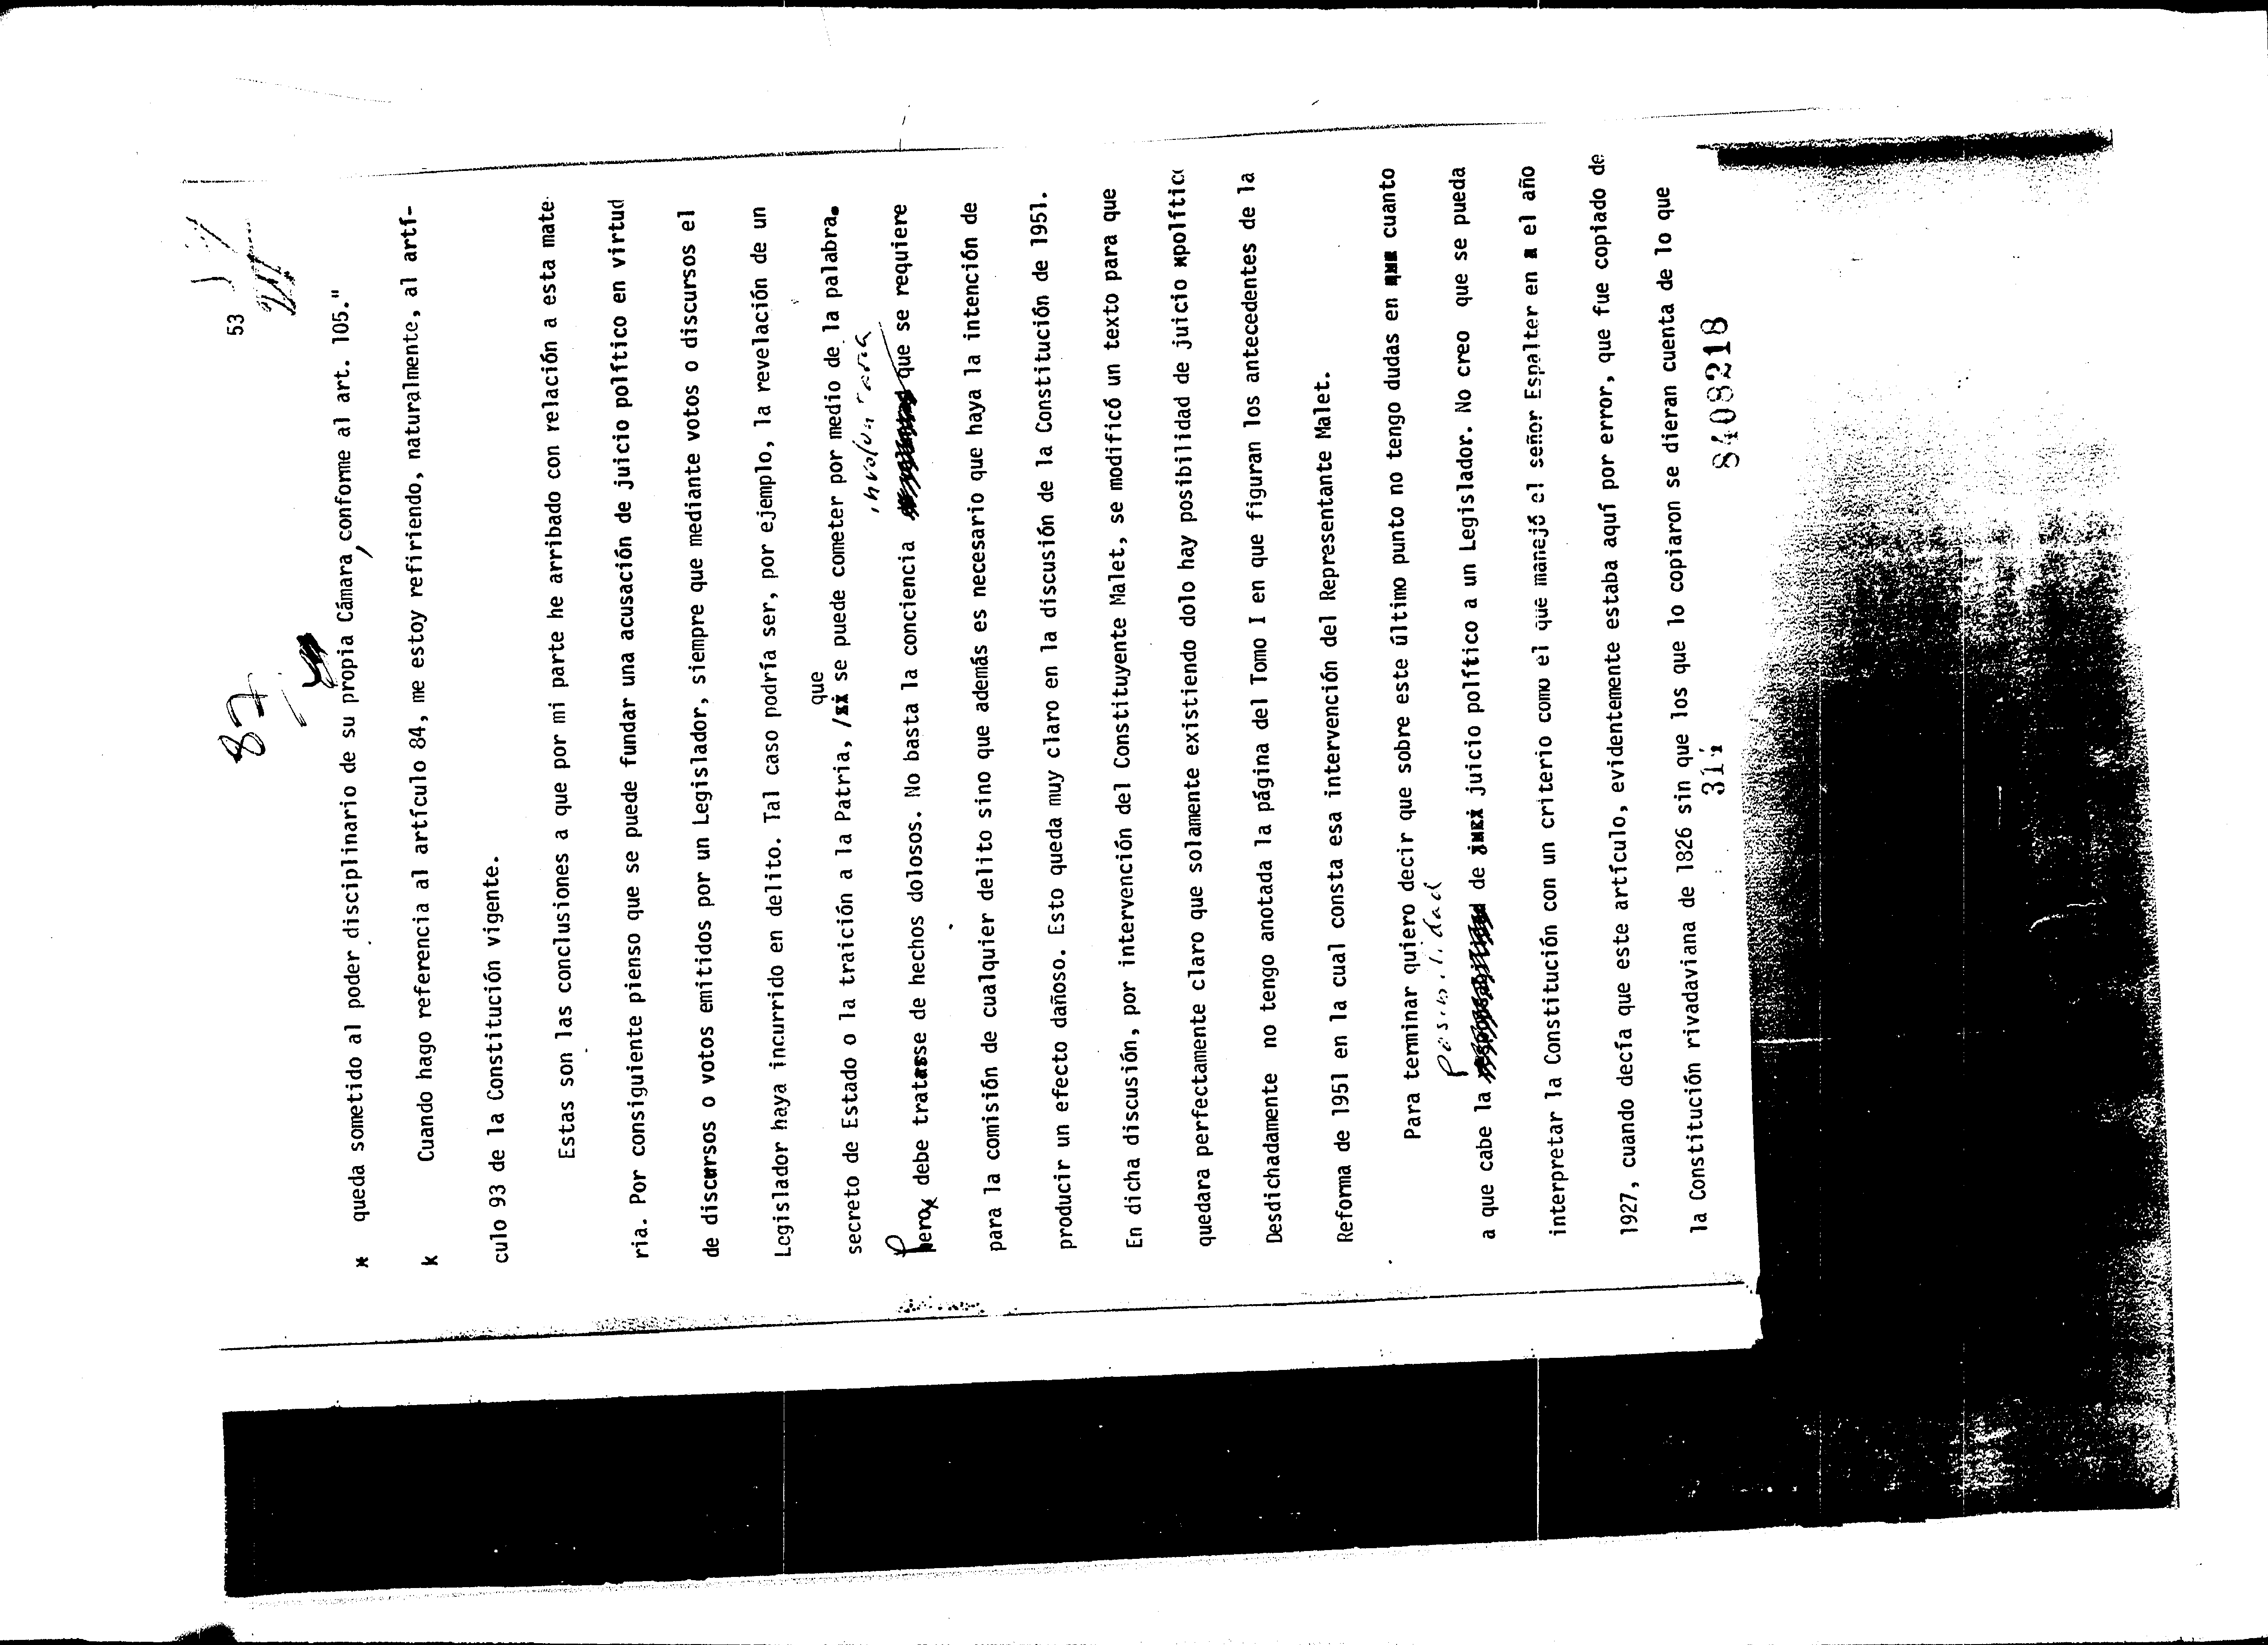 53
87
* queda sometido al poder disciplinario de su propia Cámara, conforme al art. 105."
k Cuando hago referencia al artículo 84, me estoy refiriendo, naturalmente, al artí-
culo 93 de la Constitución vigente.
Estas son las conclusiones a que por mi parte he arribado con relación a esta mate-
ria. Por consiguiente pienso que se puede fundar una acusación de juicio político en virtud
de discursos o votos emitidos por un Legislador, siempre que mediante votos o discursos el
Legislador haya incurrido en delito. Tal caso podría ser, por ejemplo, la revelación de un
que
secreto de Estado o la traición a la Patria, /xi se puede cometer por medio de la palabra.
involuntaria
Perox debe tratarse de hechos dolosos. No basta la conciencia que se requiere
para la comisión de cualquier delito sino que además es necesario que haya la intención de
producir un efecto dañoso. Esto queda muy claro en la discusión de la Constitución de 1951.
En dicha discusión, por intervención del Constituyente Malet, se modificó un texto para que
quedara perfectamente claro que solamente existiendo dolo hay posibilidad de juicio xpolítico
Desdichadamente no tengo anotada la página del Tomo I en que figuran los antecedentes de la
Reforma de 1951 en la cual consta esa intervención del Representante Malet.
Para terminar quiero decir que sobre este último punto no tengo dudas en cuanto
posibilidad
a que cabe la de juicio político a un Legislador. No creo que se pueda
interpretar la Constitución con un criterio como el que manejó el señor Espalter en el año
1927, cuando decía que este artículo, evidentemente estaba aquí por error, que fue copiado de
la Constitución rivadaviana de 1826 sin que los que lo copiaron se dieran cuenta de lo que
8408218